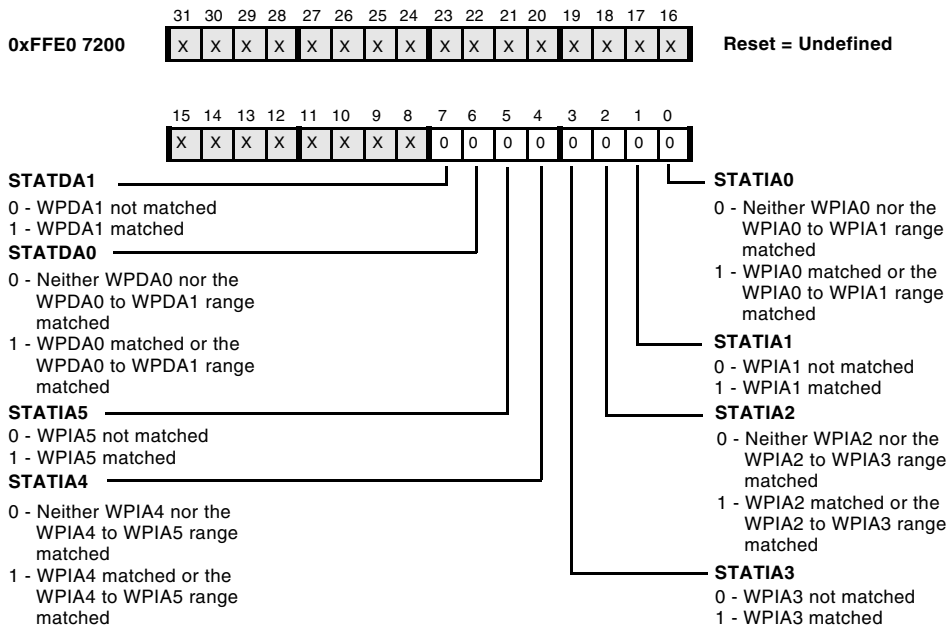 31 30 29 28 27 26 25 24 23 22 21 20 19 18 17 16
0xFFE0 7200 X X X X X X X X X X X X X X X X Reset = Undefined
15 14 13 12 11 10 9 8 7 6 5 4 3 2 1 0
X X X X X X X X 0 0 0 0 0 0 0 0
STATDA1
0 - WPDA1 not matched
1 - WPDA1 matched
STATDA0
0 - Neither WPDA0 nor the
WPDA0 to WPDA1 range
matched
1 - WPDA0 matched or the
WPDA0 to WPDA1 range
matched
STATIA5
0 - WPIA5 not matched
1 - WPIA5 matched
STATIA4
0 - Neither WPIA4 nor the
WPIA4 to WPIA5 range
matched
1 - WPIA4 matched or the
WPIA4 to WPIA5 range
matched
STATIA0
0 - Neither WPIA0 nor the
WPIA0 to WPIA1 range
matched
1 - WPIA0 matched or the
WPIA0 to WPIA1 range
matched
STATIA1
0 - WPIA1 not matched
1 - WPIA1 matched
STATIA2
0 - Neither WPIA2 nor the
WPIA2 to WPIA3 range
matched
1 - WPIA2 matched or the
WPIA2 to WPIA3 range
matched
STATIA3
0 - WPIA3 not matched
1 - WPIA3 matched